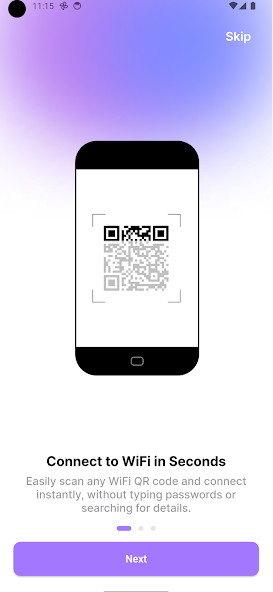 11:15
Skip
Connect to WiFi in Seconds
Easily scan any WiFi QR code and connect
instantly, without typing passwords or
searching for details.
Next